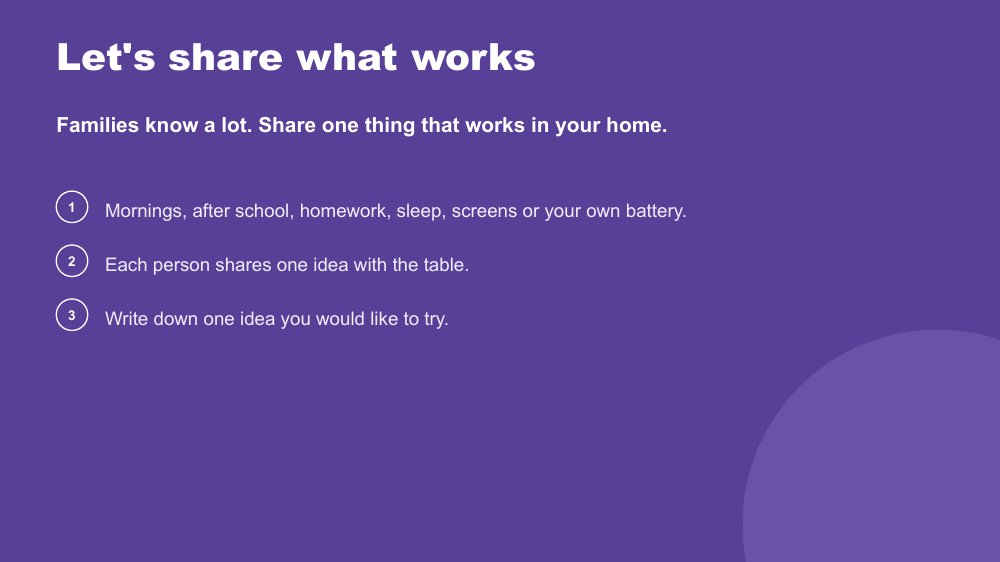 Let's share what works
Families know a lot. Share one thing that works in your home.
1 Mornings, after school, homework, sleep, screens or your own battery.
2 Each person shares one idea with the table.
3 Write down one idea you would like to try.